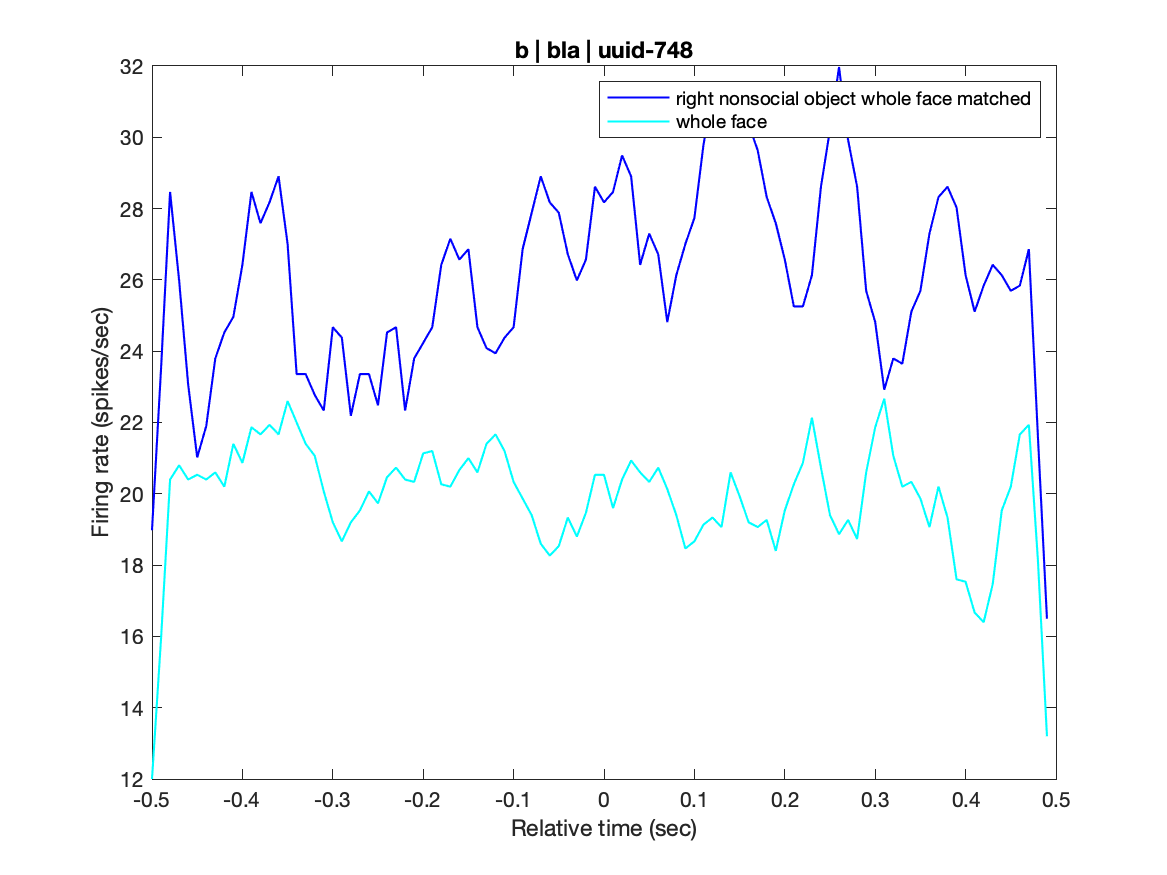 b | bla | uuid-748
32
30
28
26
24
22
20
18
16
14
12
Firing rate (spikes/sec)
right nonsocial object whole face matched
whole face
-0.5 -0.4 -0.3 -0.2 -0.1 0 0.1 0.2 0.3 0.4 0.5
Relative time (sec)